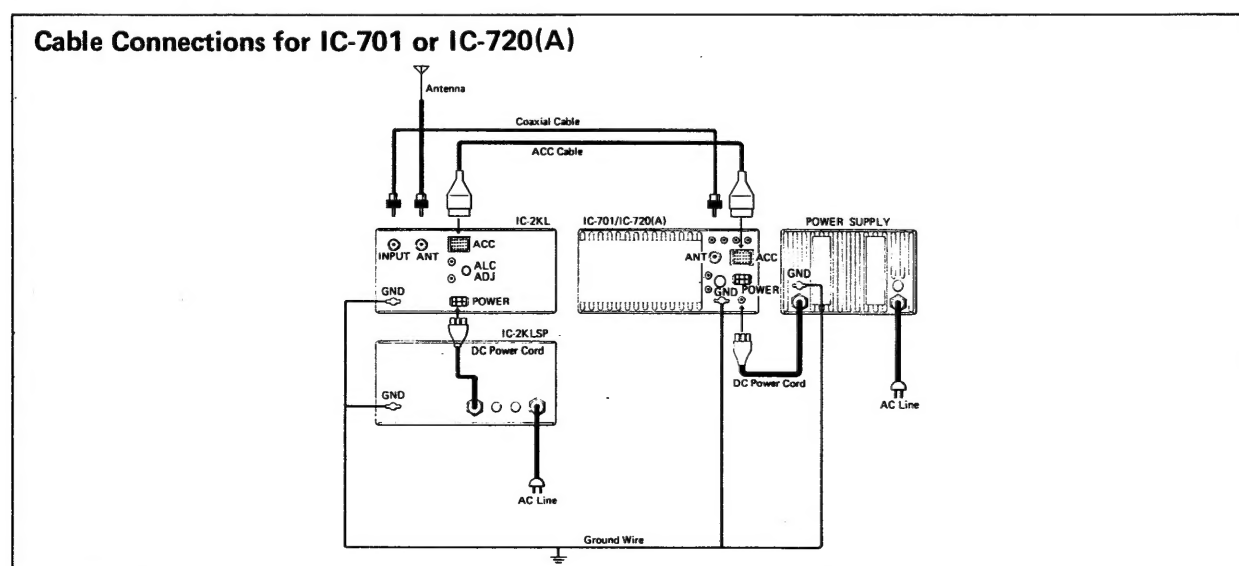 Cable Connections for IC-701 or IC-720(A)
Antenna
Coaxial Cable
ACC Cable
IC-2KL
IC-701/IC-720(A)
POWER SUPPLY
INPUT ANT
ACC
ALC
ADJ
GND
POWER
ANT
ACC
GND
POWER
GND
IC-2KLSP
DC Power Cord
GND
DC Power Cord
AC Line
AC Line
Ground Wire